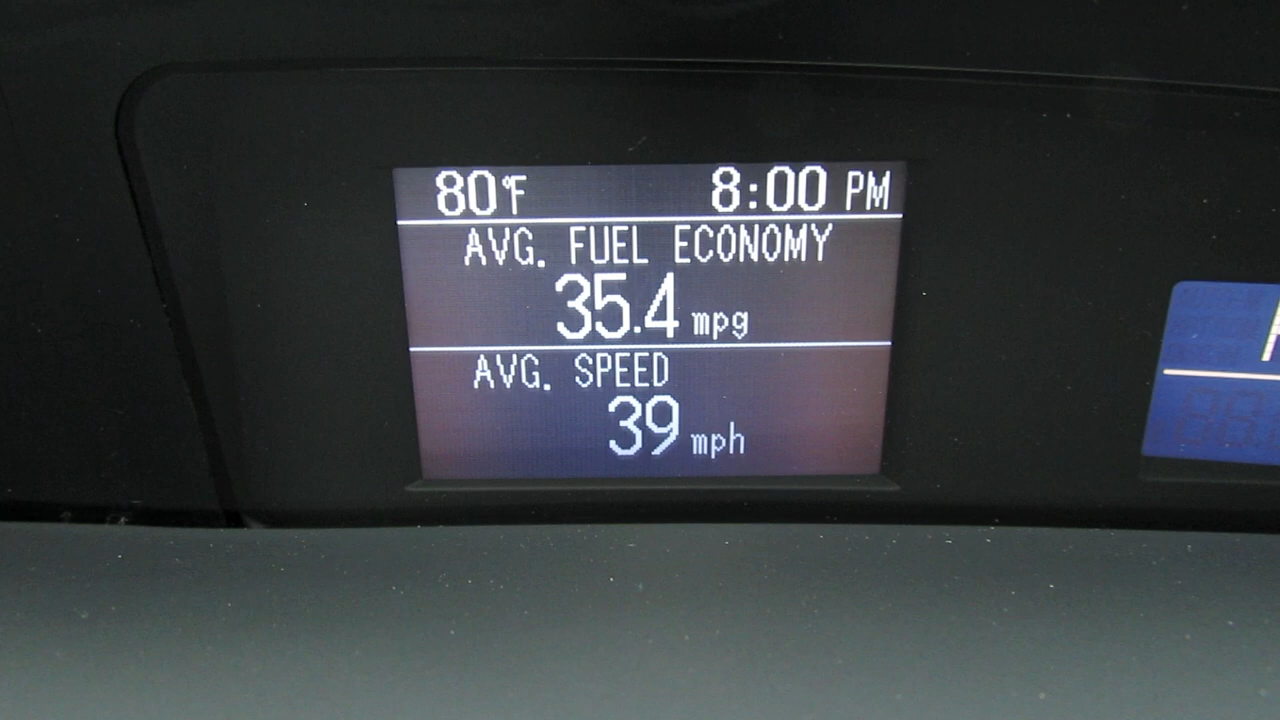 80°F 8:00 PM
AVG. FUEL ECONOMY
35.4 mpg
AVG. SPEED
39 mph